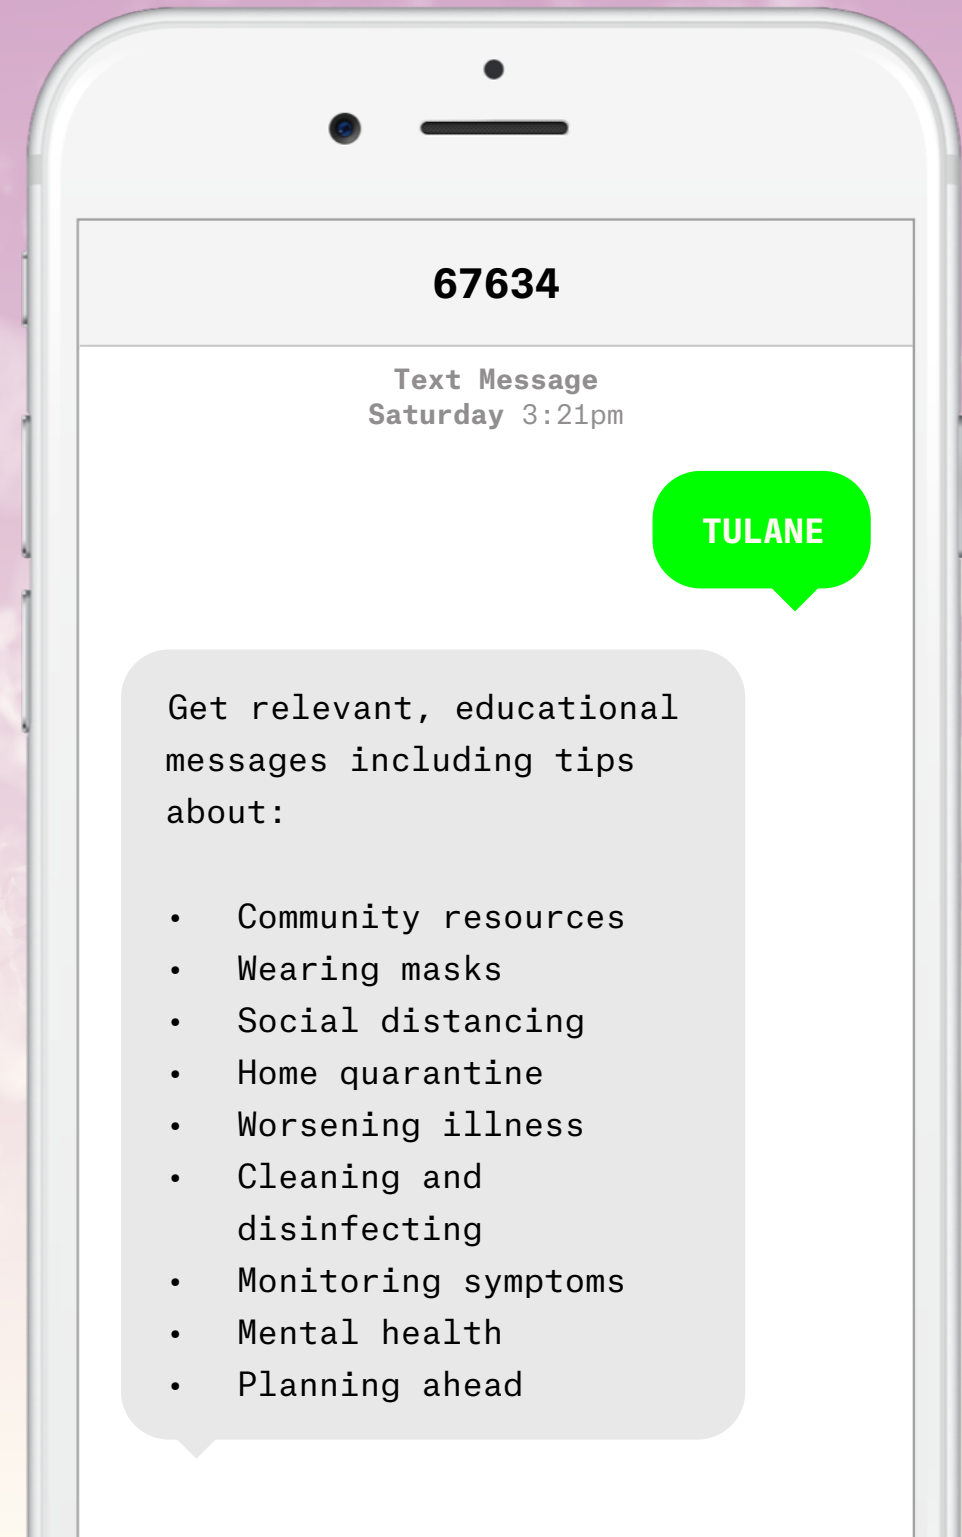 67634
Text Message
Saturday 3:21pm
TULANE
Get relevant, educational
messages including tips
about:
• Community resources
• Wearing masks
• Social distancing
• Home quarantine
• Worsening illness
• Cleaning and
disinfecting
• Monitoring symptoms
• Mental health
• Planning ahead